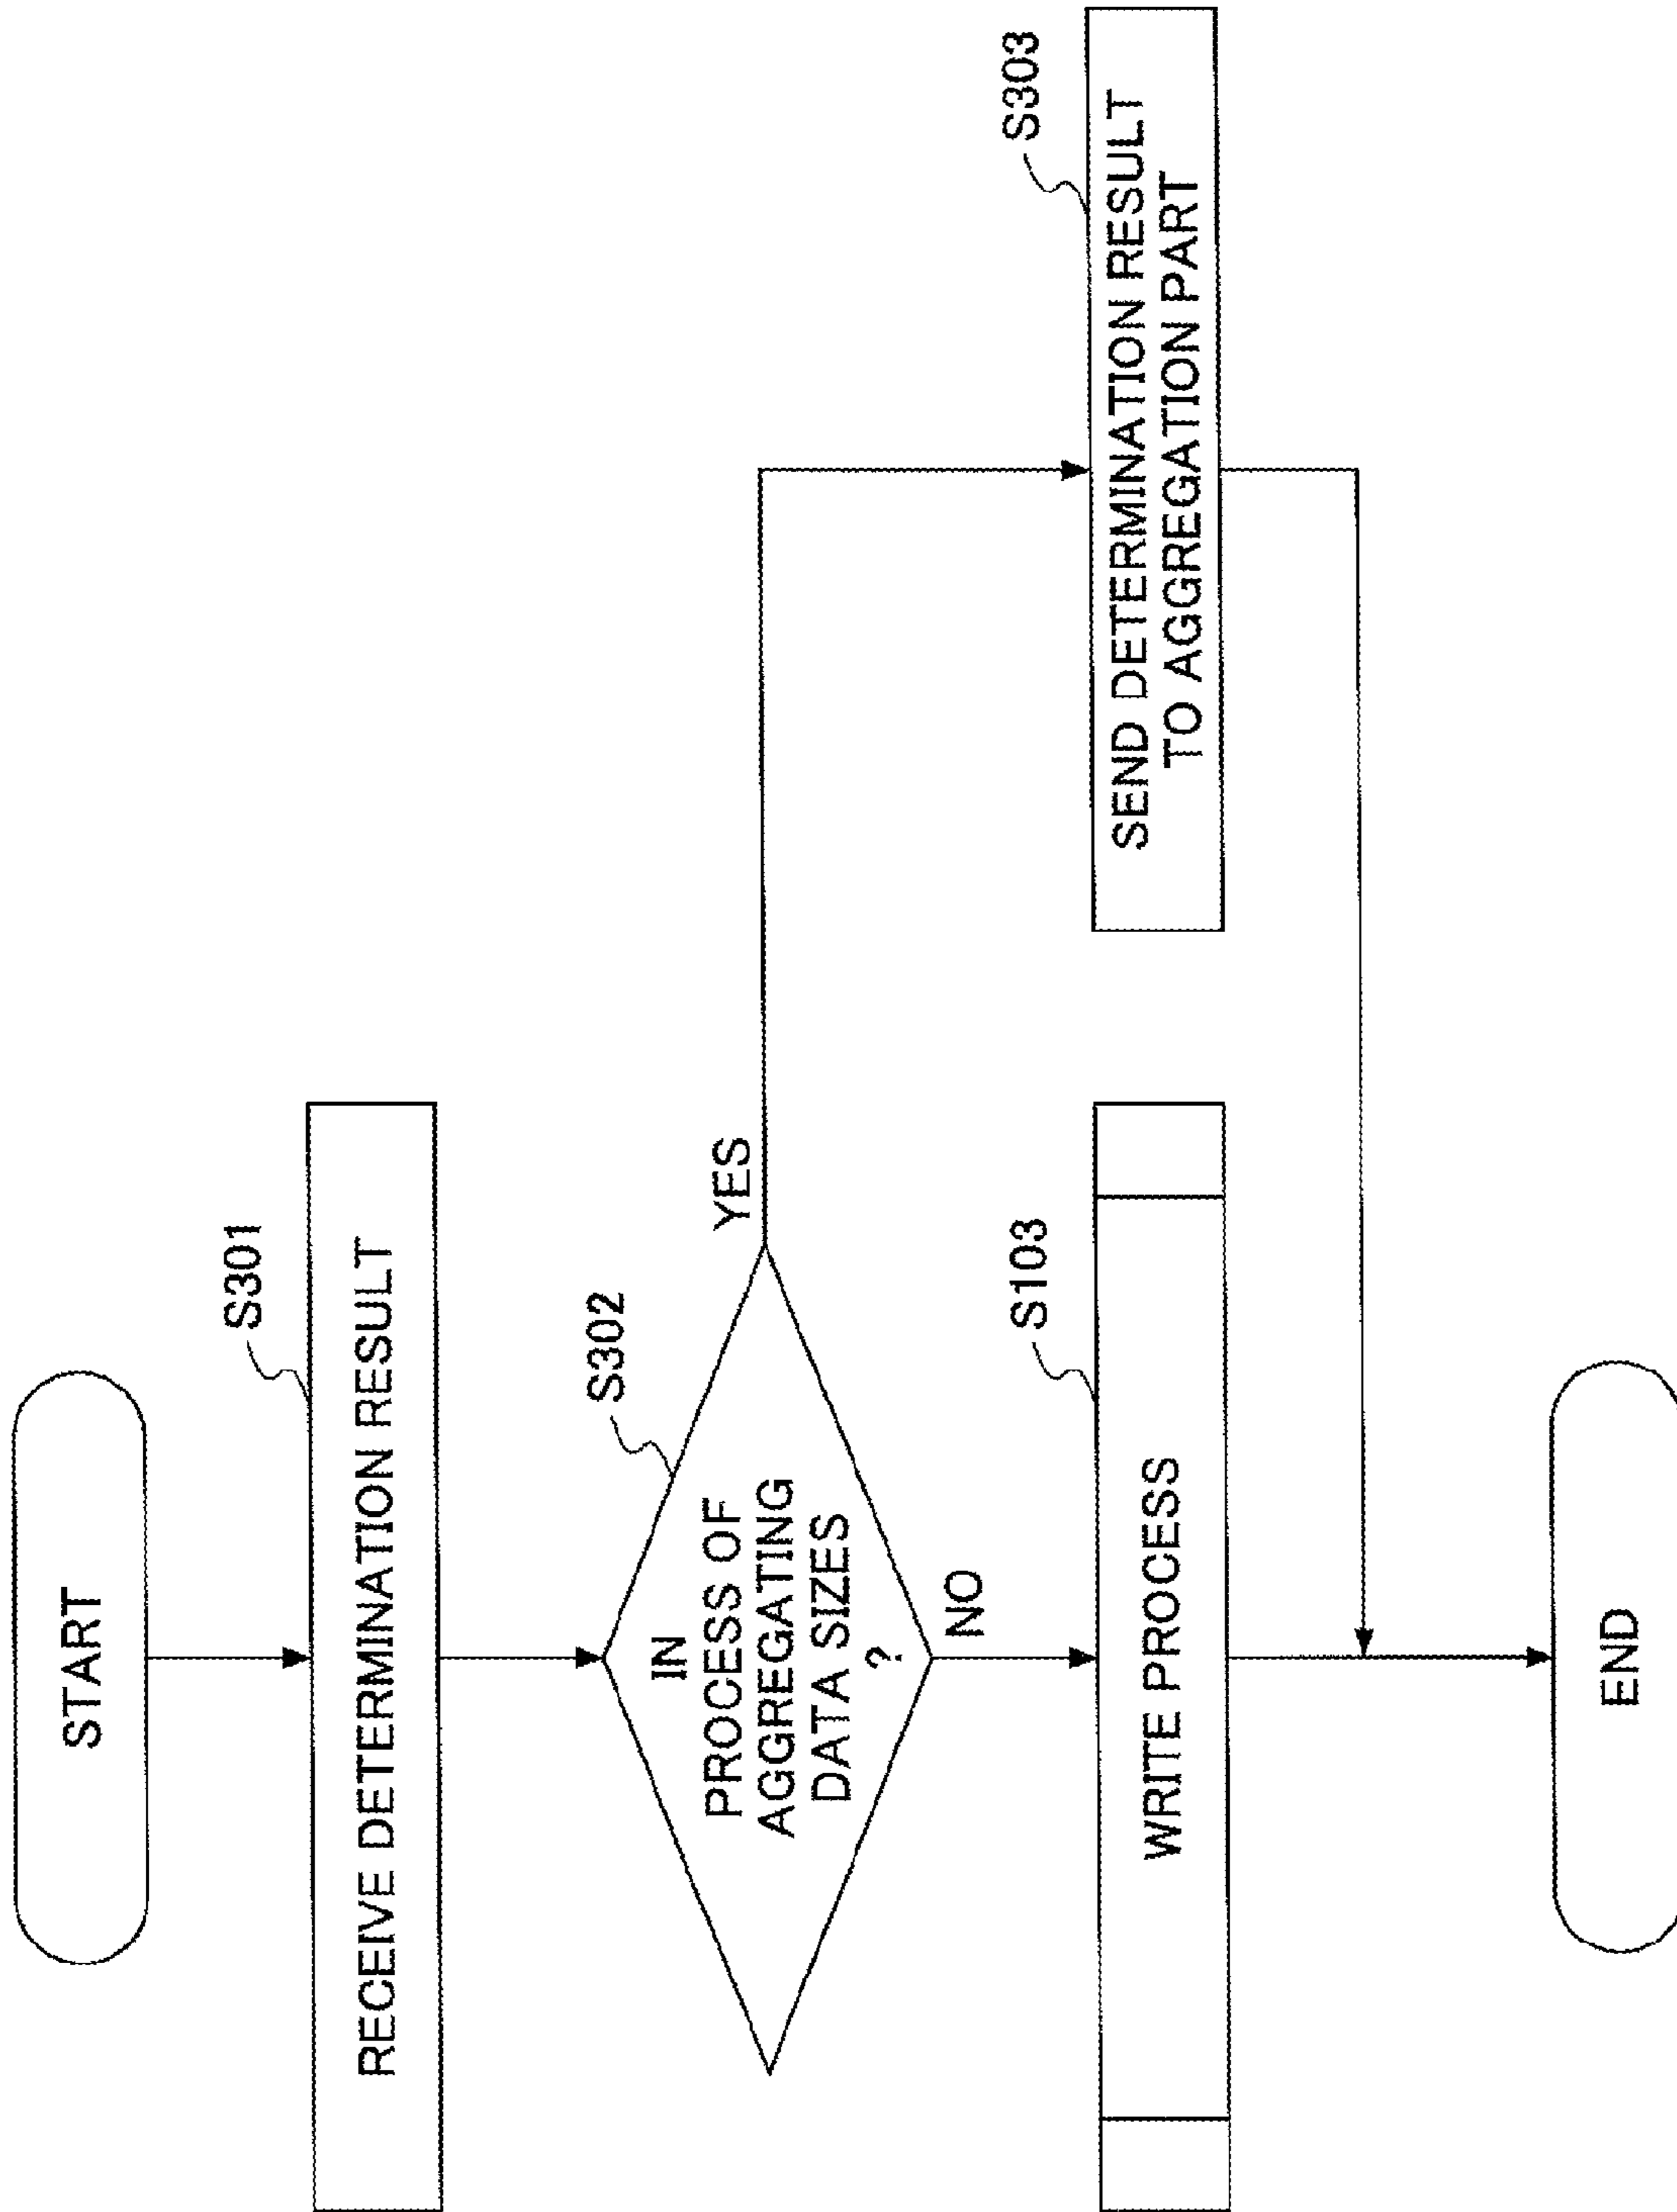 START
S301
RECEIVE DETERMINATION RESULT
S302
IN
PROCESS OF
AGGREGATING
DATA SIZES
?
YES
NO
S103
WRITE PROCESS
S303
SEND DETERMINATION RESULT
TO AGGREGATION PART
END